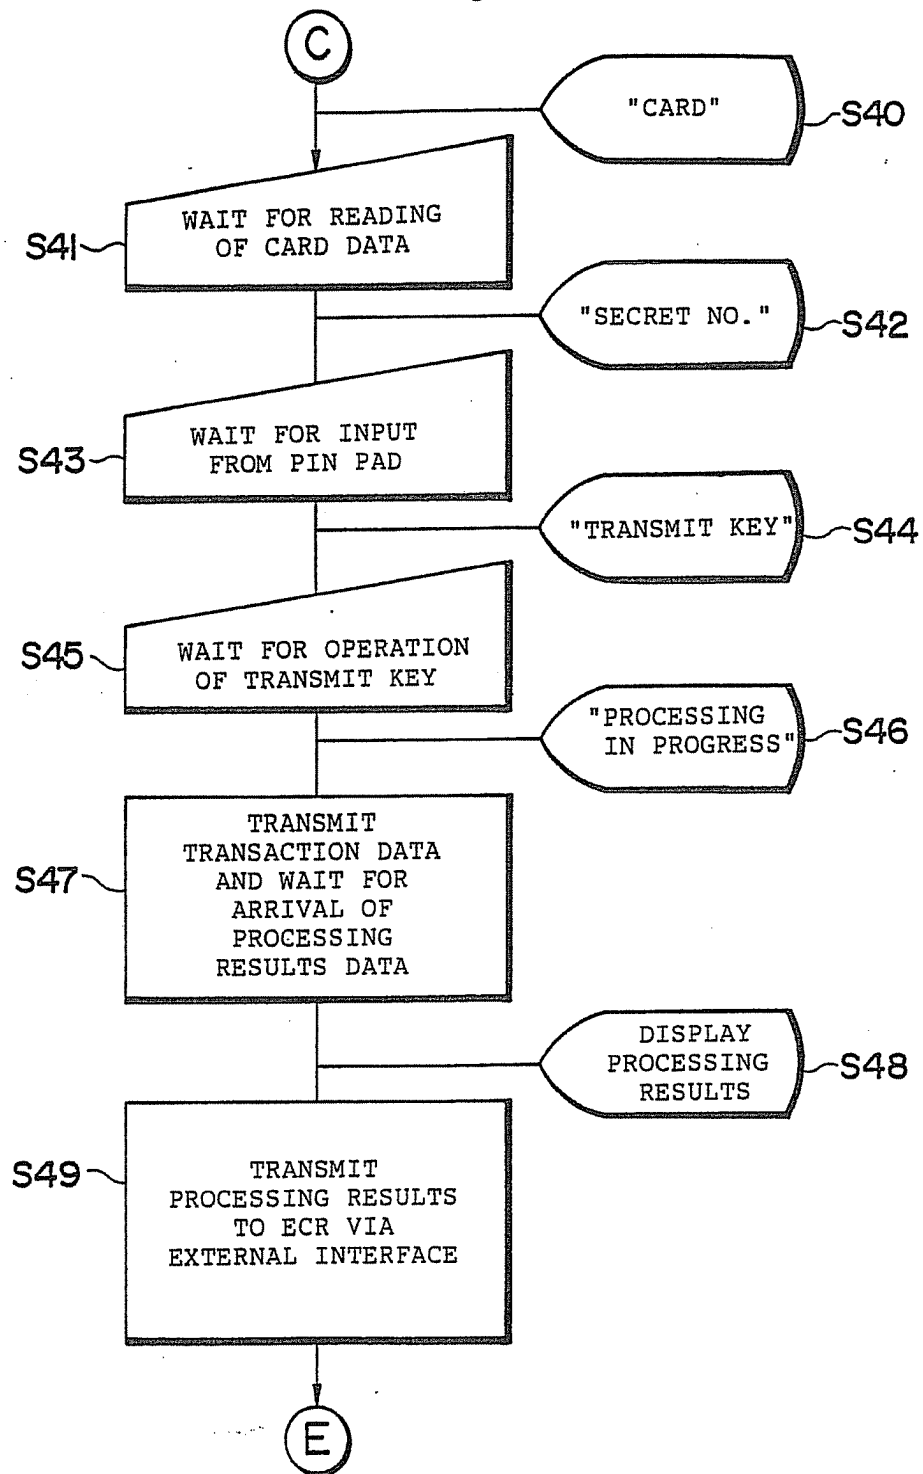 C
"CARD"
S40
WAIT FOR READING
OF CARD DATA
S41
"SECRET NO."
S42
WAIT FOR INPUT
FROM PIN PAD
S43
"TRANSMIT KEY"
S44
WAIT FOR OPERATION
OF TRANSMIT KEY
S45
"PROCESSING
IN PROGRESS"
S46
TRANSMIT
TRANSACTION DATA
AND WAIT FOR
ARRIVAL OF
PROCESSING
RESULTS DATA
S47
DISPLAY
PROCESSING
RESULTS
S48
TRANSMIT
PROCESSING RESULTS
TO ECR VIA
EXTERNAL INTERFACE
S49
E